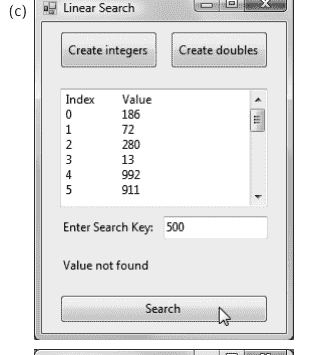 (c) Linear Search
Create integers Create doubles
Index Value
0 186
1 72
2 280
3 13
4 992
5 911
Enter Search Key: 500
Value not found
Search